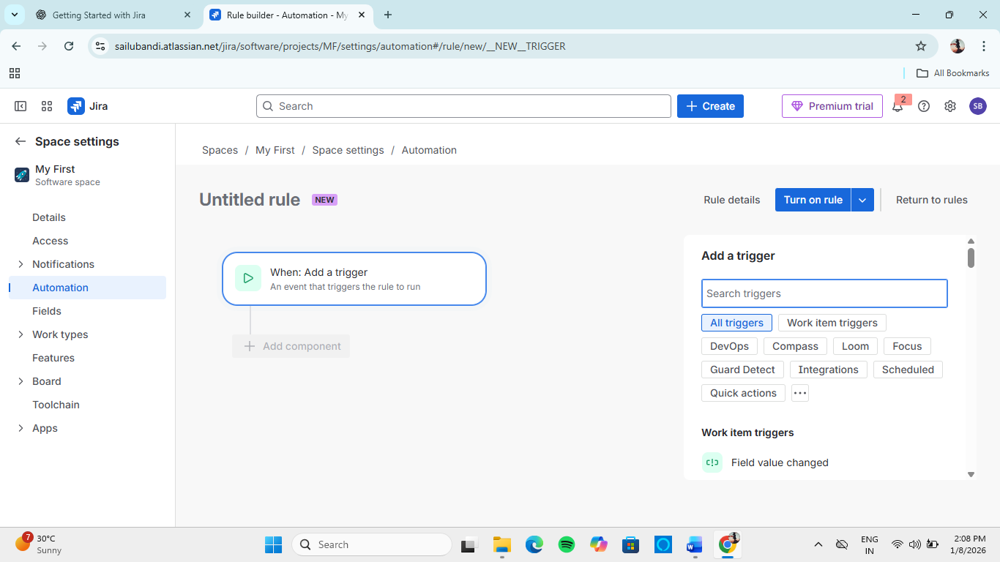 Getting Started with Jira
Rule builder - Automation - My
sailubandi.atlassian.net/jira/software/projects/MF/settings/automation#/rule/new/__NEW__TRIGGER
All Bookmarks
Jira
Search
Create
Premium trial
2
SB
Space settings
My First
Software space
Details
Access
Notifications
Automation
Fields
Work types
Features
Board
Toolchain
Apps
Spaces / My First / Space settings / Automation
Untitled rule NEW
Rule details
Turn on rule
Return to rules
When: Add a trigger
An event that triggers the rule to run
Add component
Add a trigger
Search triggers
All triggers Work item triggers
DevOps Compass Loom Focus
Guard Detect Integrations Scheduled
Quick actions
Work item triggers
Field value changed
7
30°C
Sunny
Search
ENG
IN
2:08 PM
1/8/2026